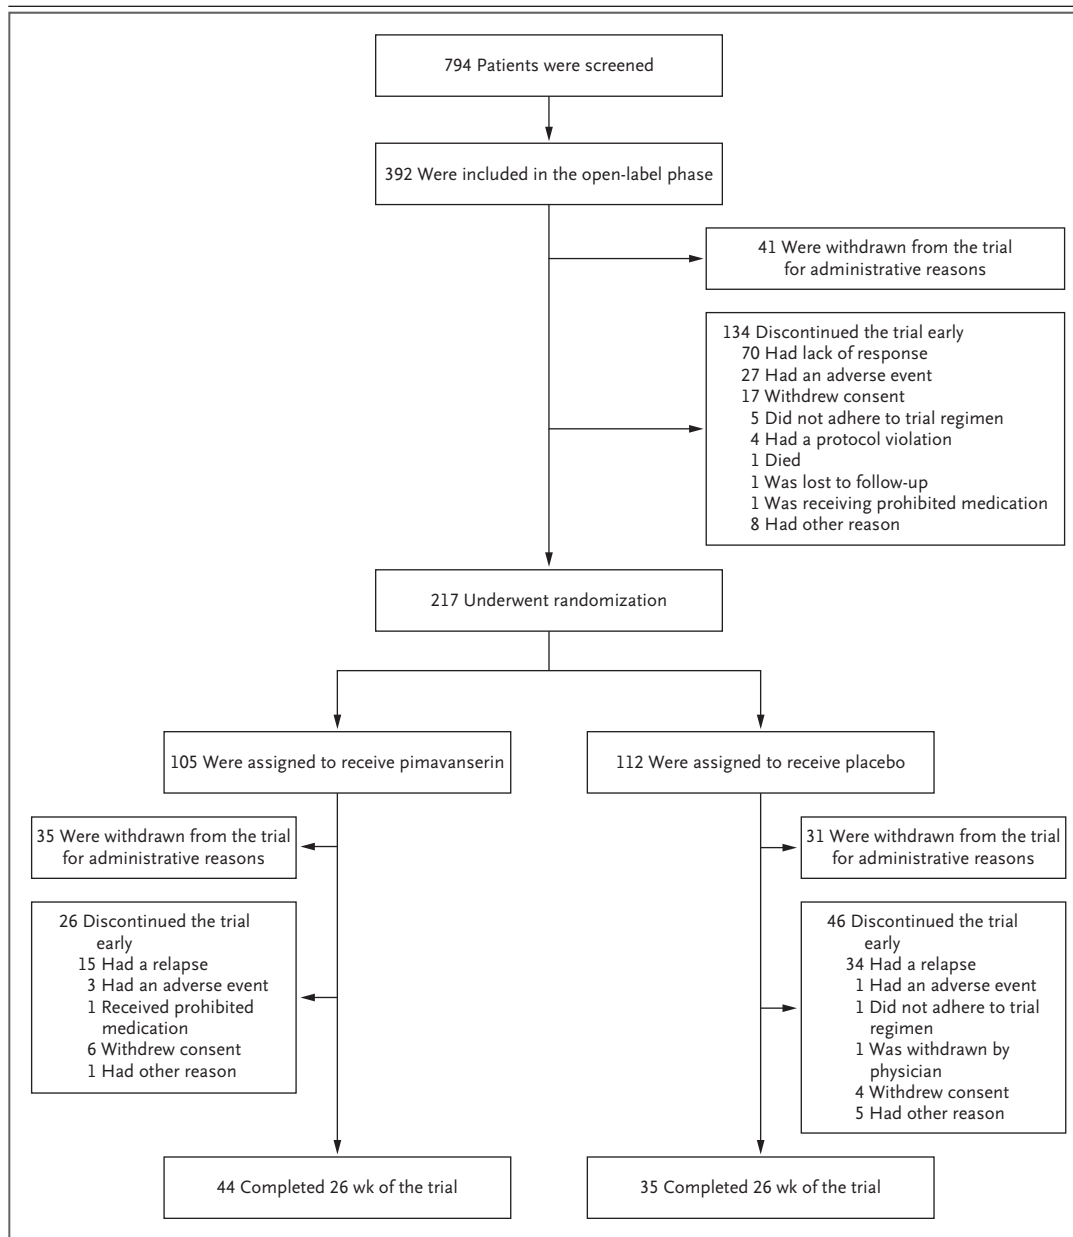 794 Patients were screened
392 Were included in the open-label phase
41 Were withdrawn from the trial
for administrative reasons
134 Discontinued the trial early
70 Had lack of response
27 Had an adverse event
17 Withdrew consent
5 Did not adhere to trial regimen
4 Had a protocol violation
1 Died
1 Was lost to follow-up
1 Was receiving prohibited medication
8 Had other reason
217 Underwent randomization
105 Were assigned to receive pimavanserin
112 Were assigned to receive placebo
35 Were withdrawn from the trial
for administrative reasons
31 Were withdrawn from the trial
for administrative reasons
26 Discontinued the trial
early
15 Had a relapse
3 Had an adverse event
1 Received prohibited
medication
6 Withdrew consent
1 Had other reason
46 Discontinued the trial
early
34 Had a relapse
1 Had an adverse event
1 Did not adhere to trial
regimen
1 Was withdrawn by
physician
4 Withdrew consent
5 Had other reason
44 Completed 26 wk of the trial
35 Completed 26 wk of the trial